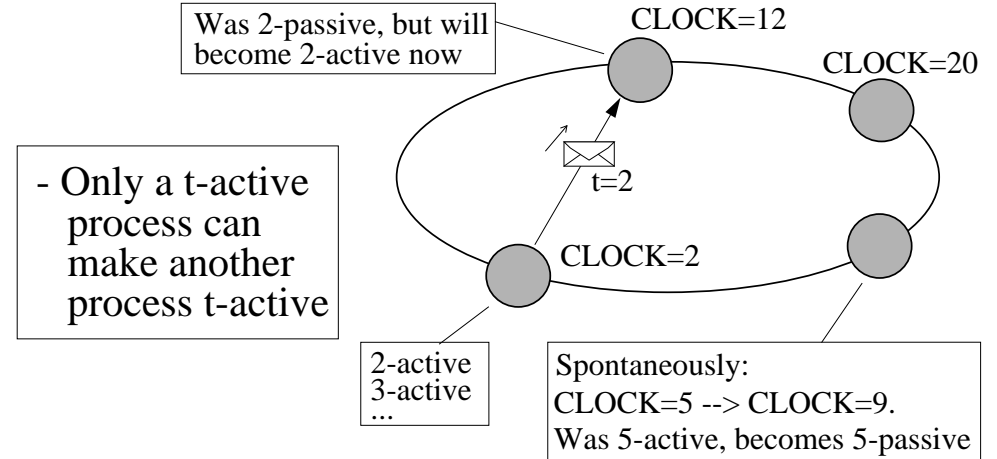 Was 2-passive, but will
become 2-active now
CLOCK=12
CLOCK=20
- Only a t-active
process can
make another
process t-active
t=2
CLOCK=2
2-active
3-active
...
Spontaneously:
CLOCK=5 --> CLOCK=9.
Was 5-active, becomes 5-passive